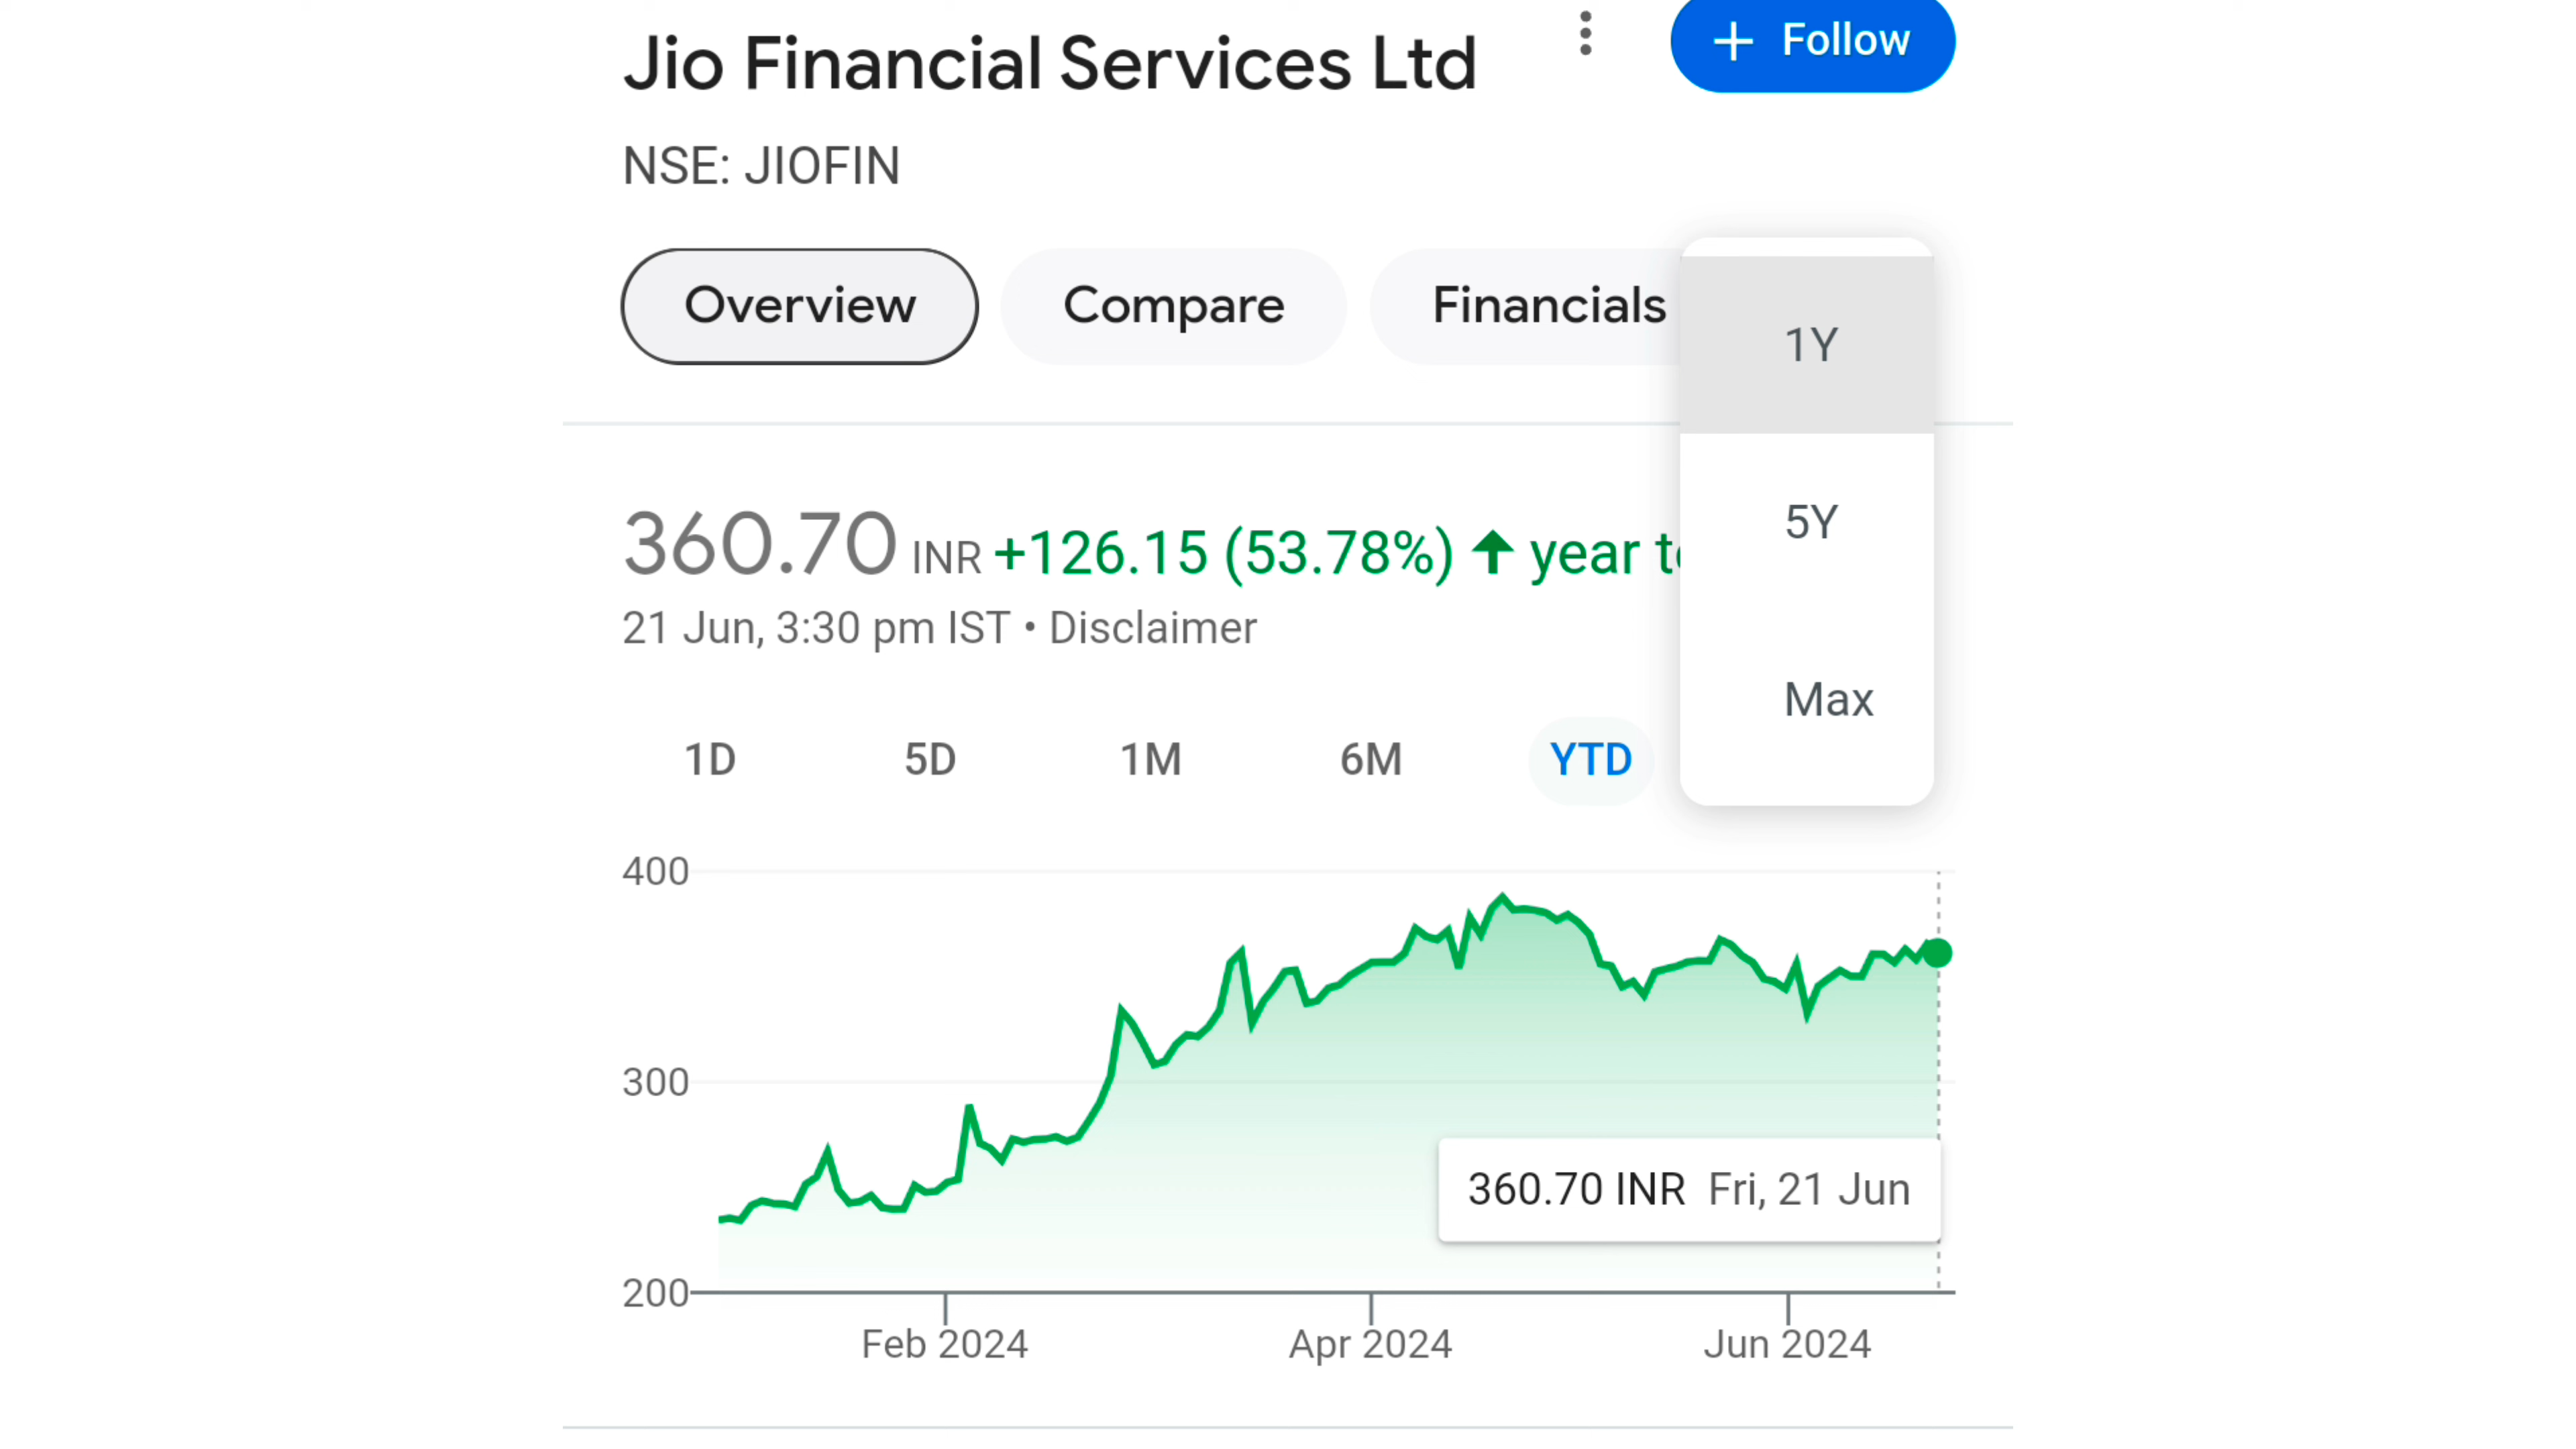 Jio Financial Services Ltd
+ Follow
NSE: JIOFIN
Overview
Compare
Financials
1Y
5Y
Max
360.70 INR +126.15 (53.78%) ↑ year
21 Jun, 3:30 pm IST • Disclaimer
1D
5D
1M
6M
YTD
400
300
200
360.70 INR Fri, 21 Jun
Feb 2024
Apr 2024
Jun 2024